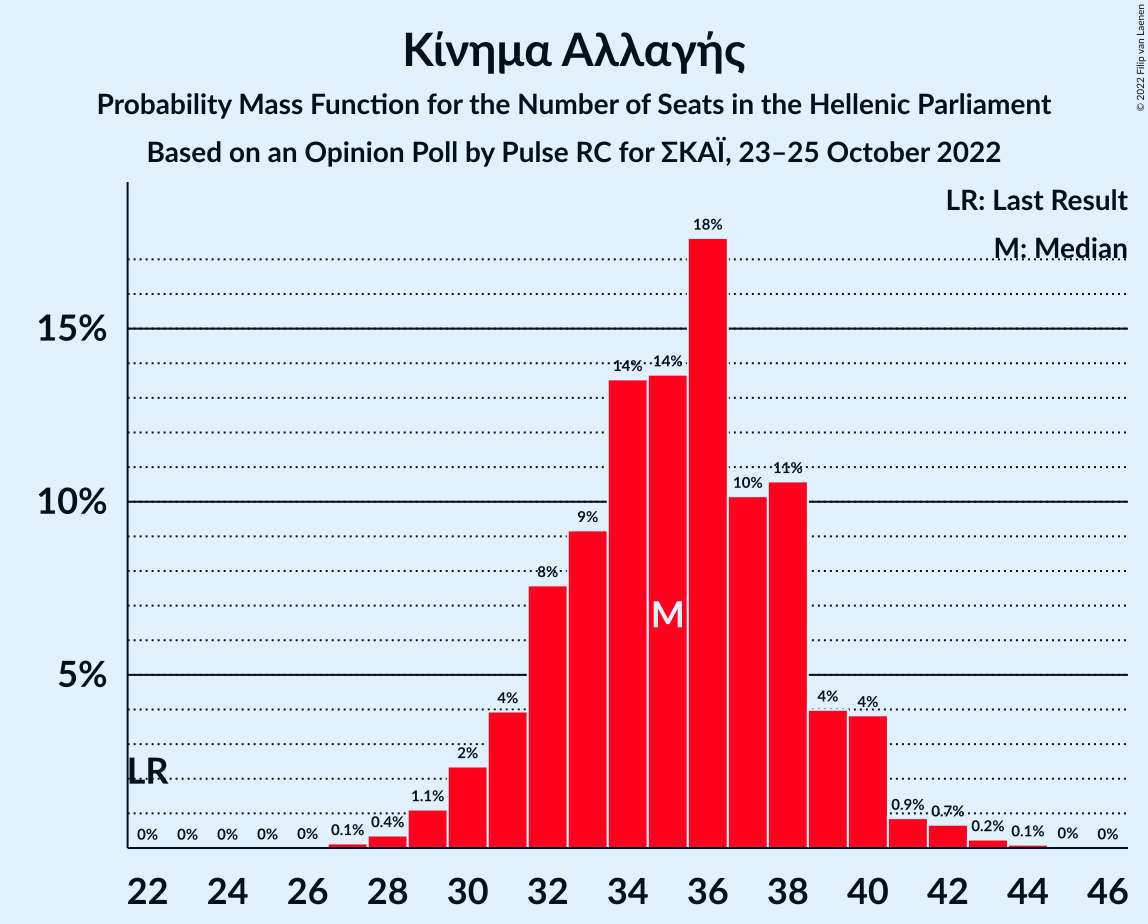 Κίνημα Αλλαγής
Probability Mass Function for the Number of Seats in the Hellenic Parliament
Based on an Opinion Poll by Pulse RC for ΣΚΑΪ, 23–25 October 2022
© 2022 Filip van Laenen
LR: Last Result
M: Median
18%
15%
14% 14%
11%
10%
10%
9%
8%
M
5%
4% 4% 4%
2%
LR
1.1% 0.9% 0.7%
0% 0% 0% 0% 0% 0.1% 0.4% 0.2% 0.1% 0% 0%
22 24 26 28 30 32 34 36 38 40 42 44 46